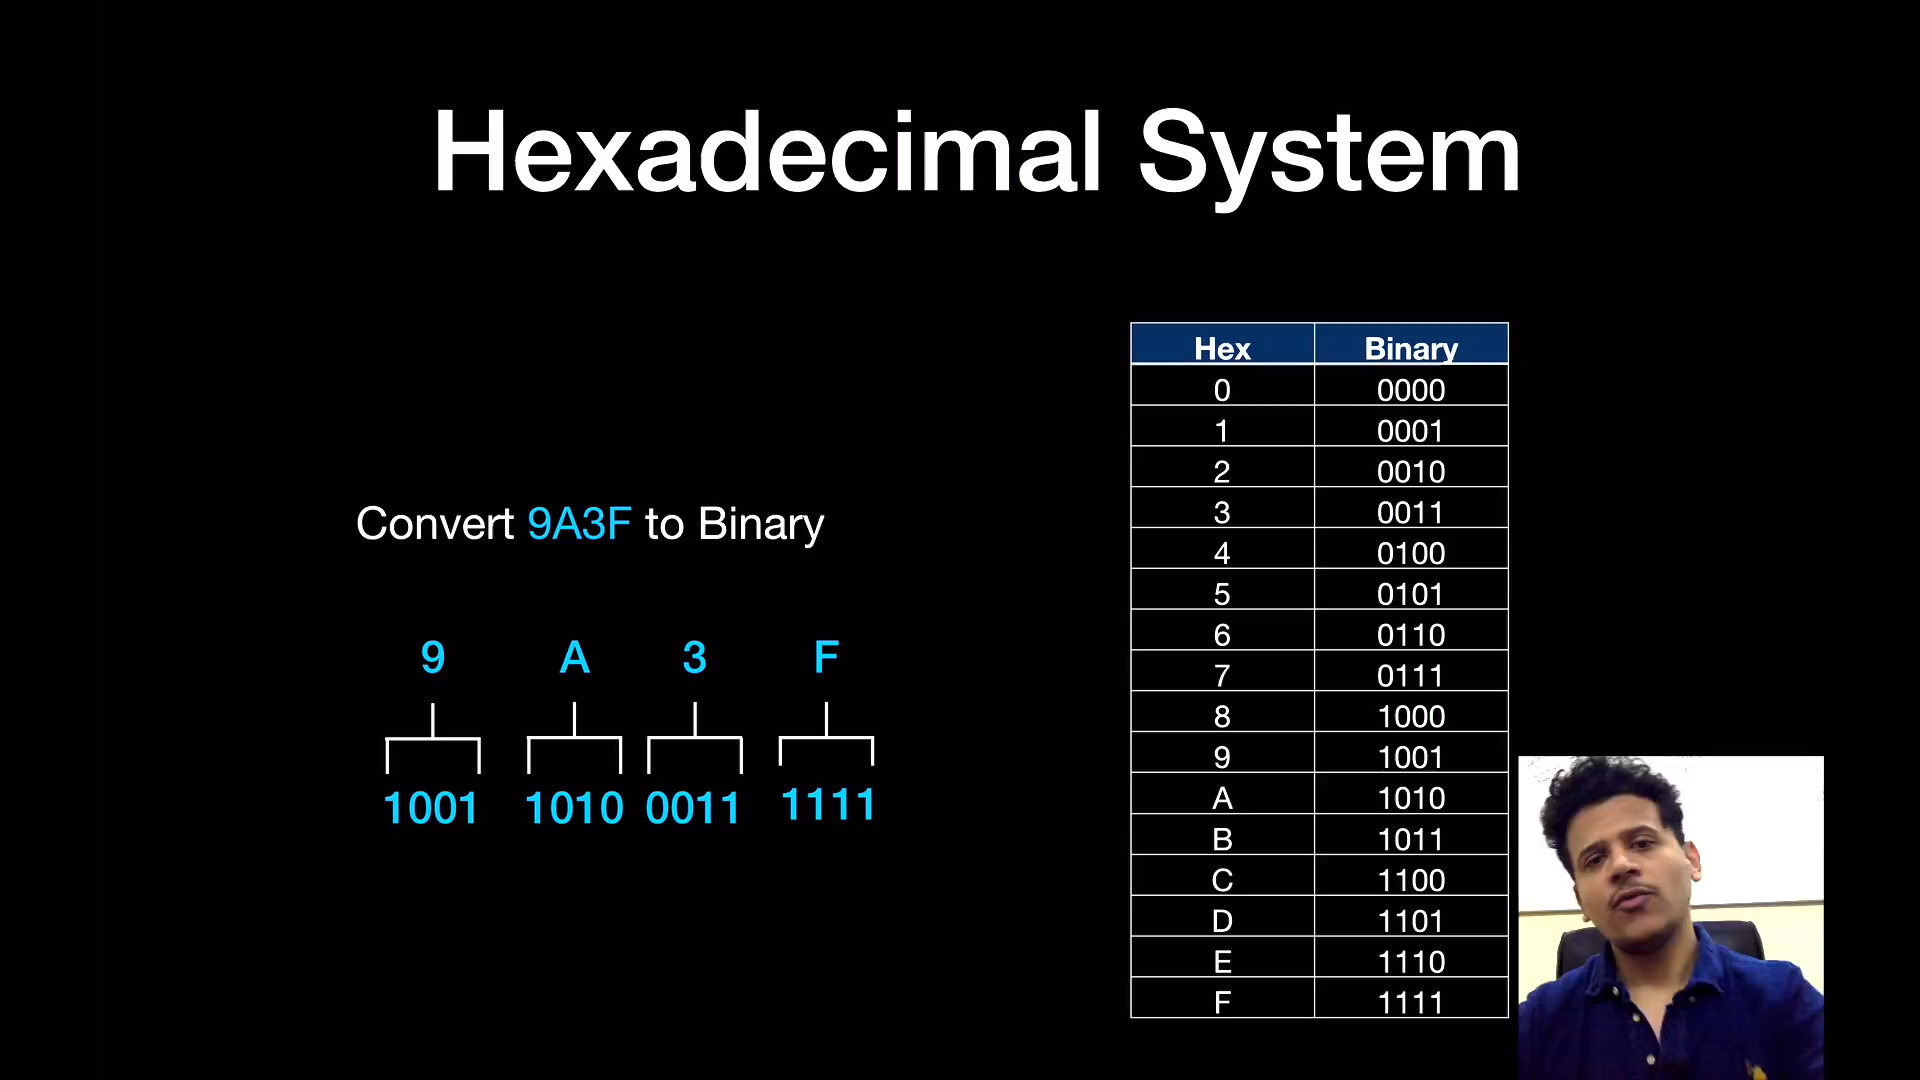 Hexadecimal System
Convert 9A3F to Binary
9 A 3 F
1001 1010 0011 1111
Hex Binary
0 0000
1 0001
2 0010
3 0011
4 0100
5 0101
6 0110
7 0111
8 1000
9 1001
A 1010
B 1011
C 1100
D 1101
E 1110
F 1111